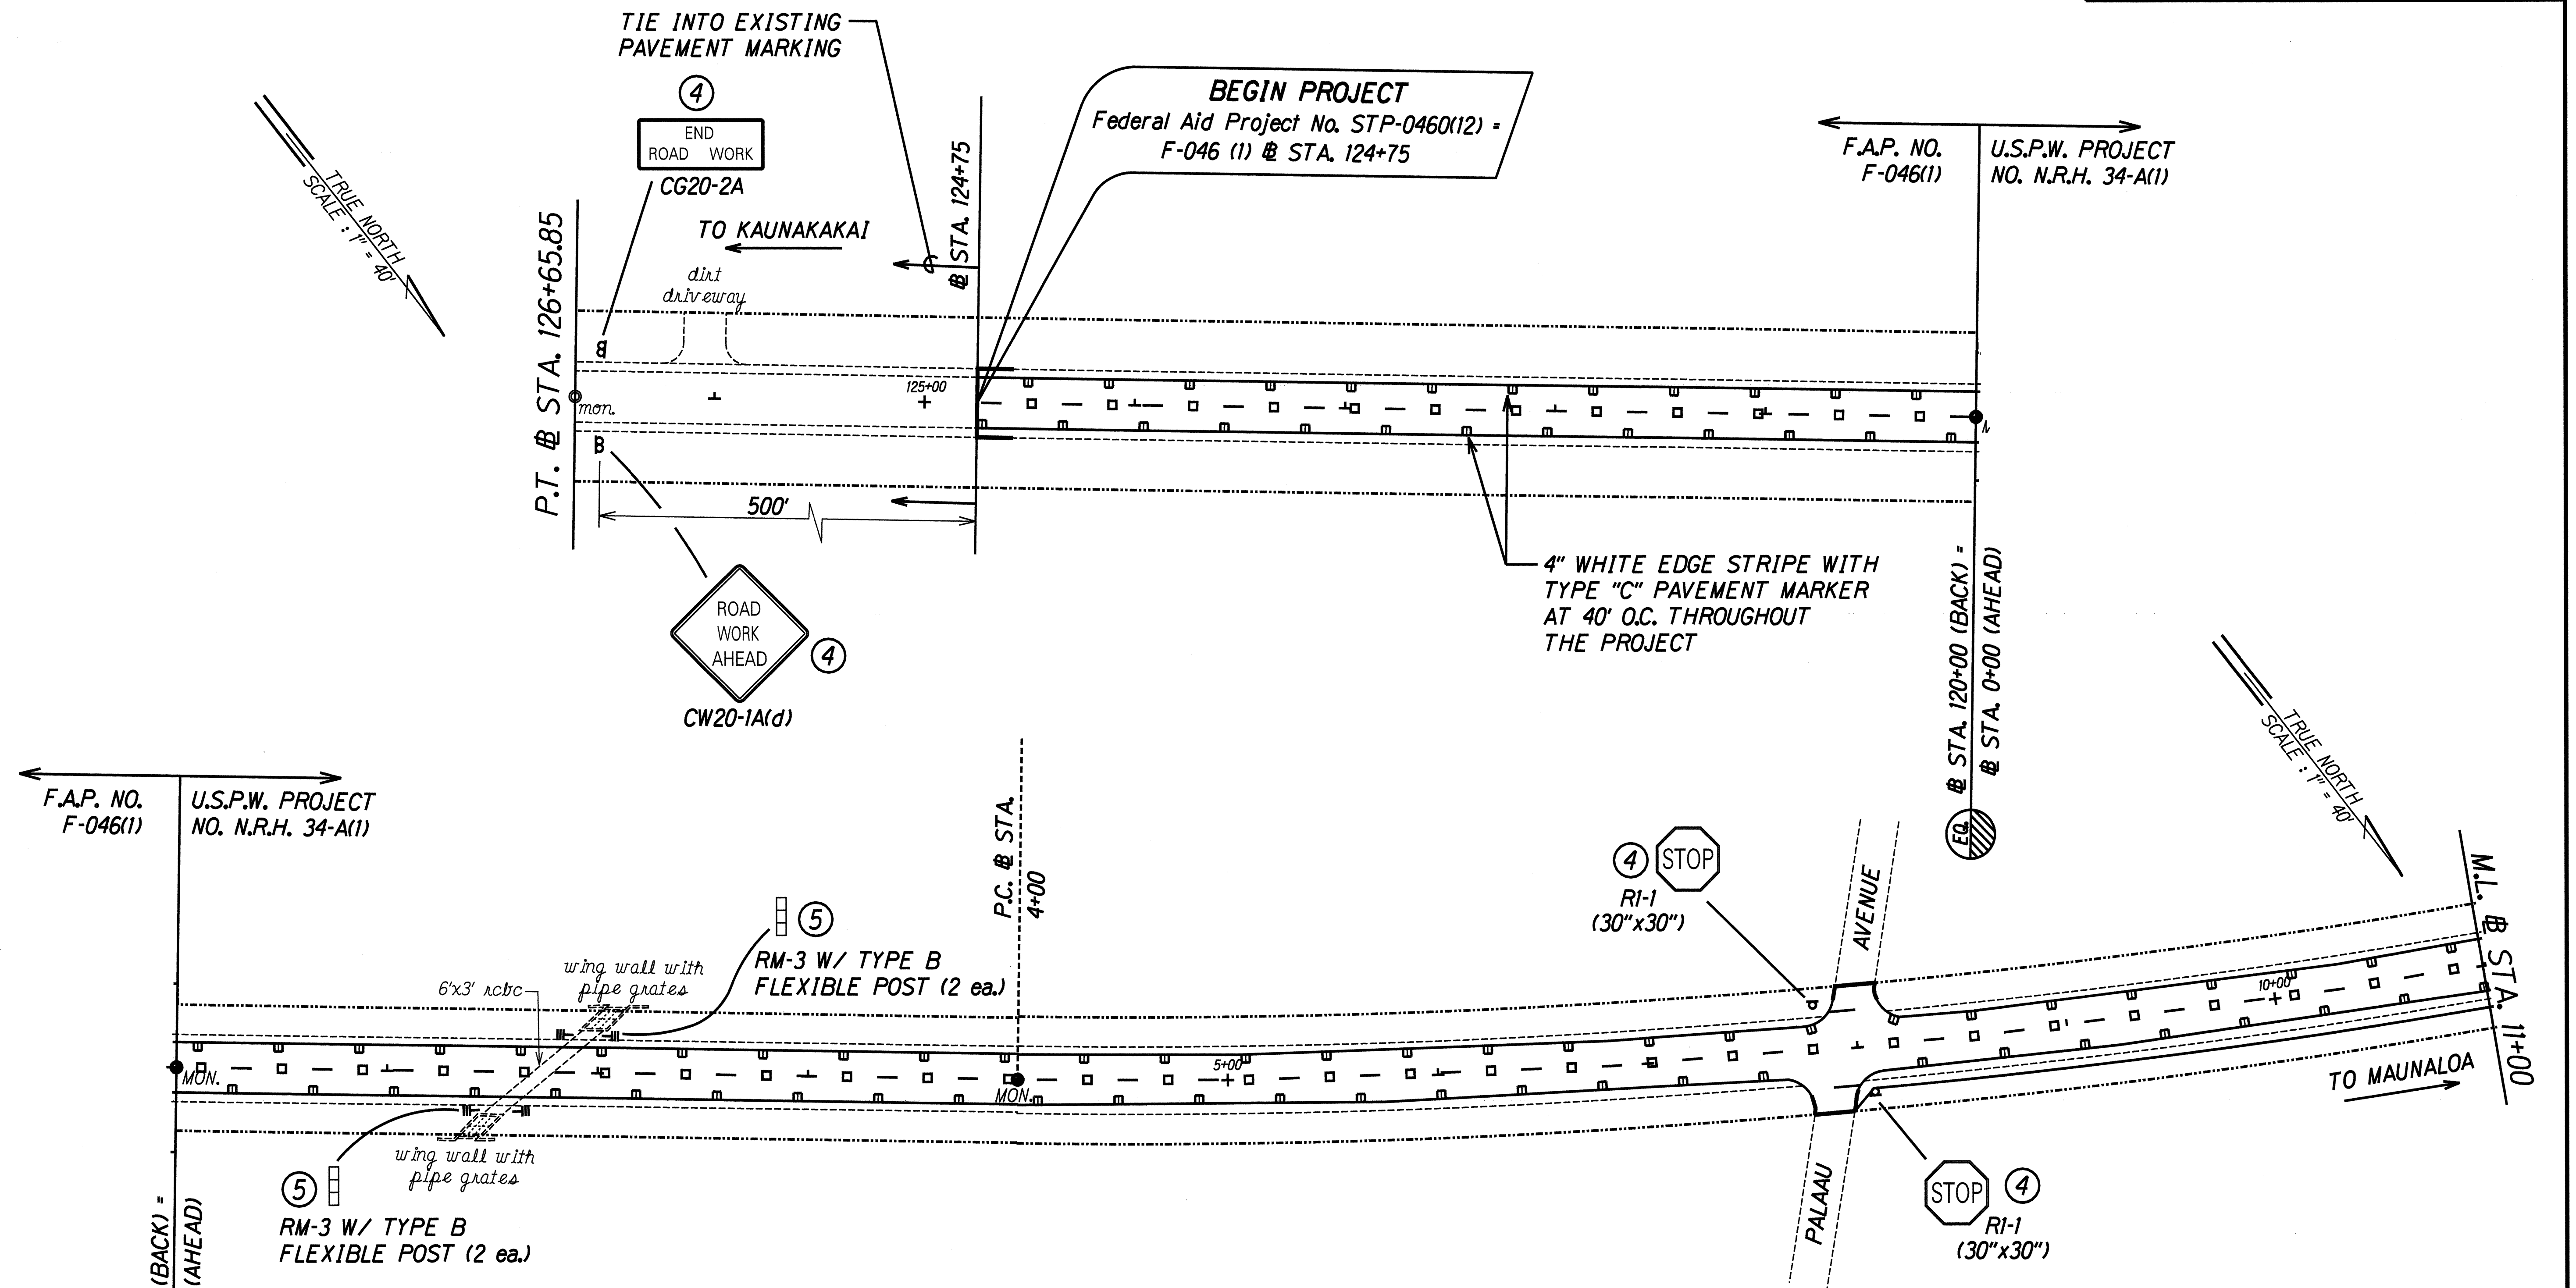 TIE INTO EXISTING
PAVEMENT MARKING
4
END
ROAD WORK
CG20-2A
TRUE NORTH
SCALE : 1" = 40'
TO KAUNAKAKAI
dirt
driveway
P.T. ⅊ STA. 126+65.85
mon.
125+00
℄ STA. 124+75
BEGIN PROJECT
Federal Aid Project No. STP-0460(12) =
F-046 (1) ℄ STA. 124+75
F.A.P. NO.
F-046(1)
U.S.P.W. PROJECT
NO. N.R.H. 34-A(1)
500'
ROAD
WORK
AHEAD
4
CW20-1A(d)
4" WHITE EDGE STRIPE WITH
TYPE "C" PAVEMENT MARKER
AT 40' O.C. THROUGHOUT
THE PROJECT
℄ STA. 120+00 (BACK) =
℄ STA. 0+00 (AHEAD)
EQ.
TRUE NORTH
SCALE : 1" = 40'
F.A.P. NO.
F-046(1)
U.S.P.W. PROJECT
NO. N.R.H. 34-A(1)
P.C. ℄ STA.
4+00
5
RM-3 W/ TYPE B
FLEXIBLE POST (2 ea.)
wing wall with
pipe grates
6'x3' rcbc
MON.
MON.
5+00
4
STOP
R1-1
(30"x30")
AVENUE
PALAAU
10+00
M.L. ℄ STA. 11+00
TO MAUNALOA
wing wall with
pipe grates
5
RM-3 W/ TYPE B
FLEXIBLE POST (2 ea.)
STOP
4
R1-1
(30"x30")
(BACK) =
(AHEAD)